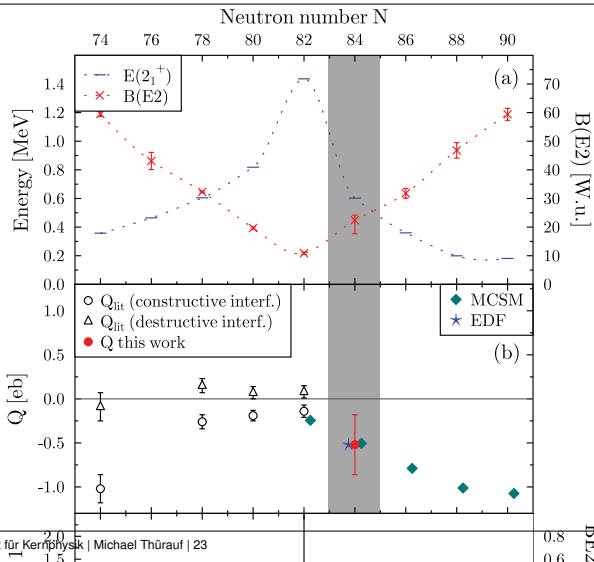 Neutron number N
74 76 78 80 82 84 86 88 90
E(2₁⁺)
B(E2)
(a)
Energy [MeV]
1.4
1.2
1.0
0.8
0.6
0.4
0.2
0.0
70
60
50
40
30
20
10
0
B(E2) [W.u.]
Qlit (constructive interf.)
Qlit (destructive interf.)
Q this work
MCSM
EDF
(b)
Q [eb]
1.0
0.5
0.0
-0.5
-1.0
t für Kernphysik | Michael Thürauf | 23
2.0
1.5
0.8
0.6